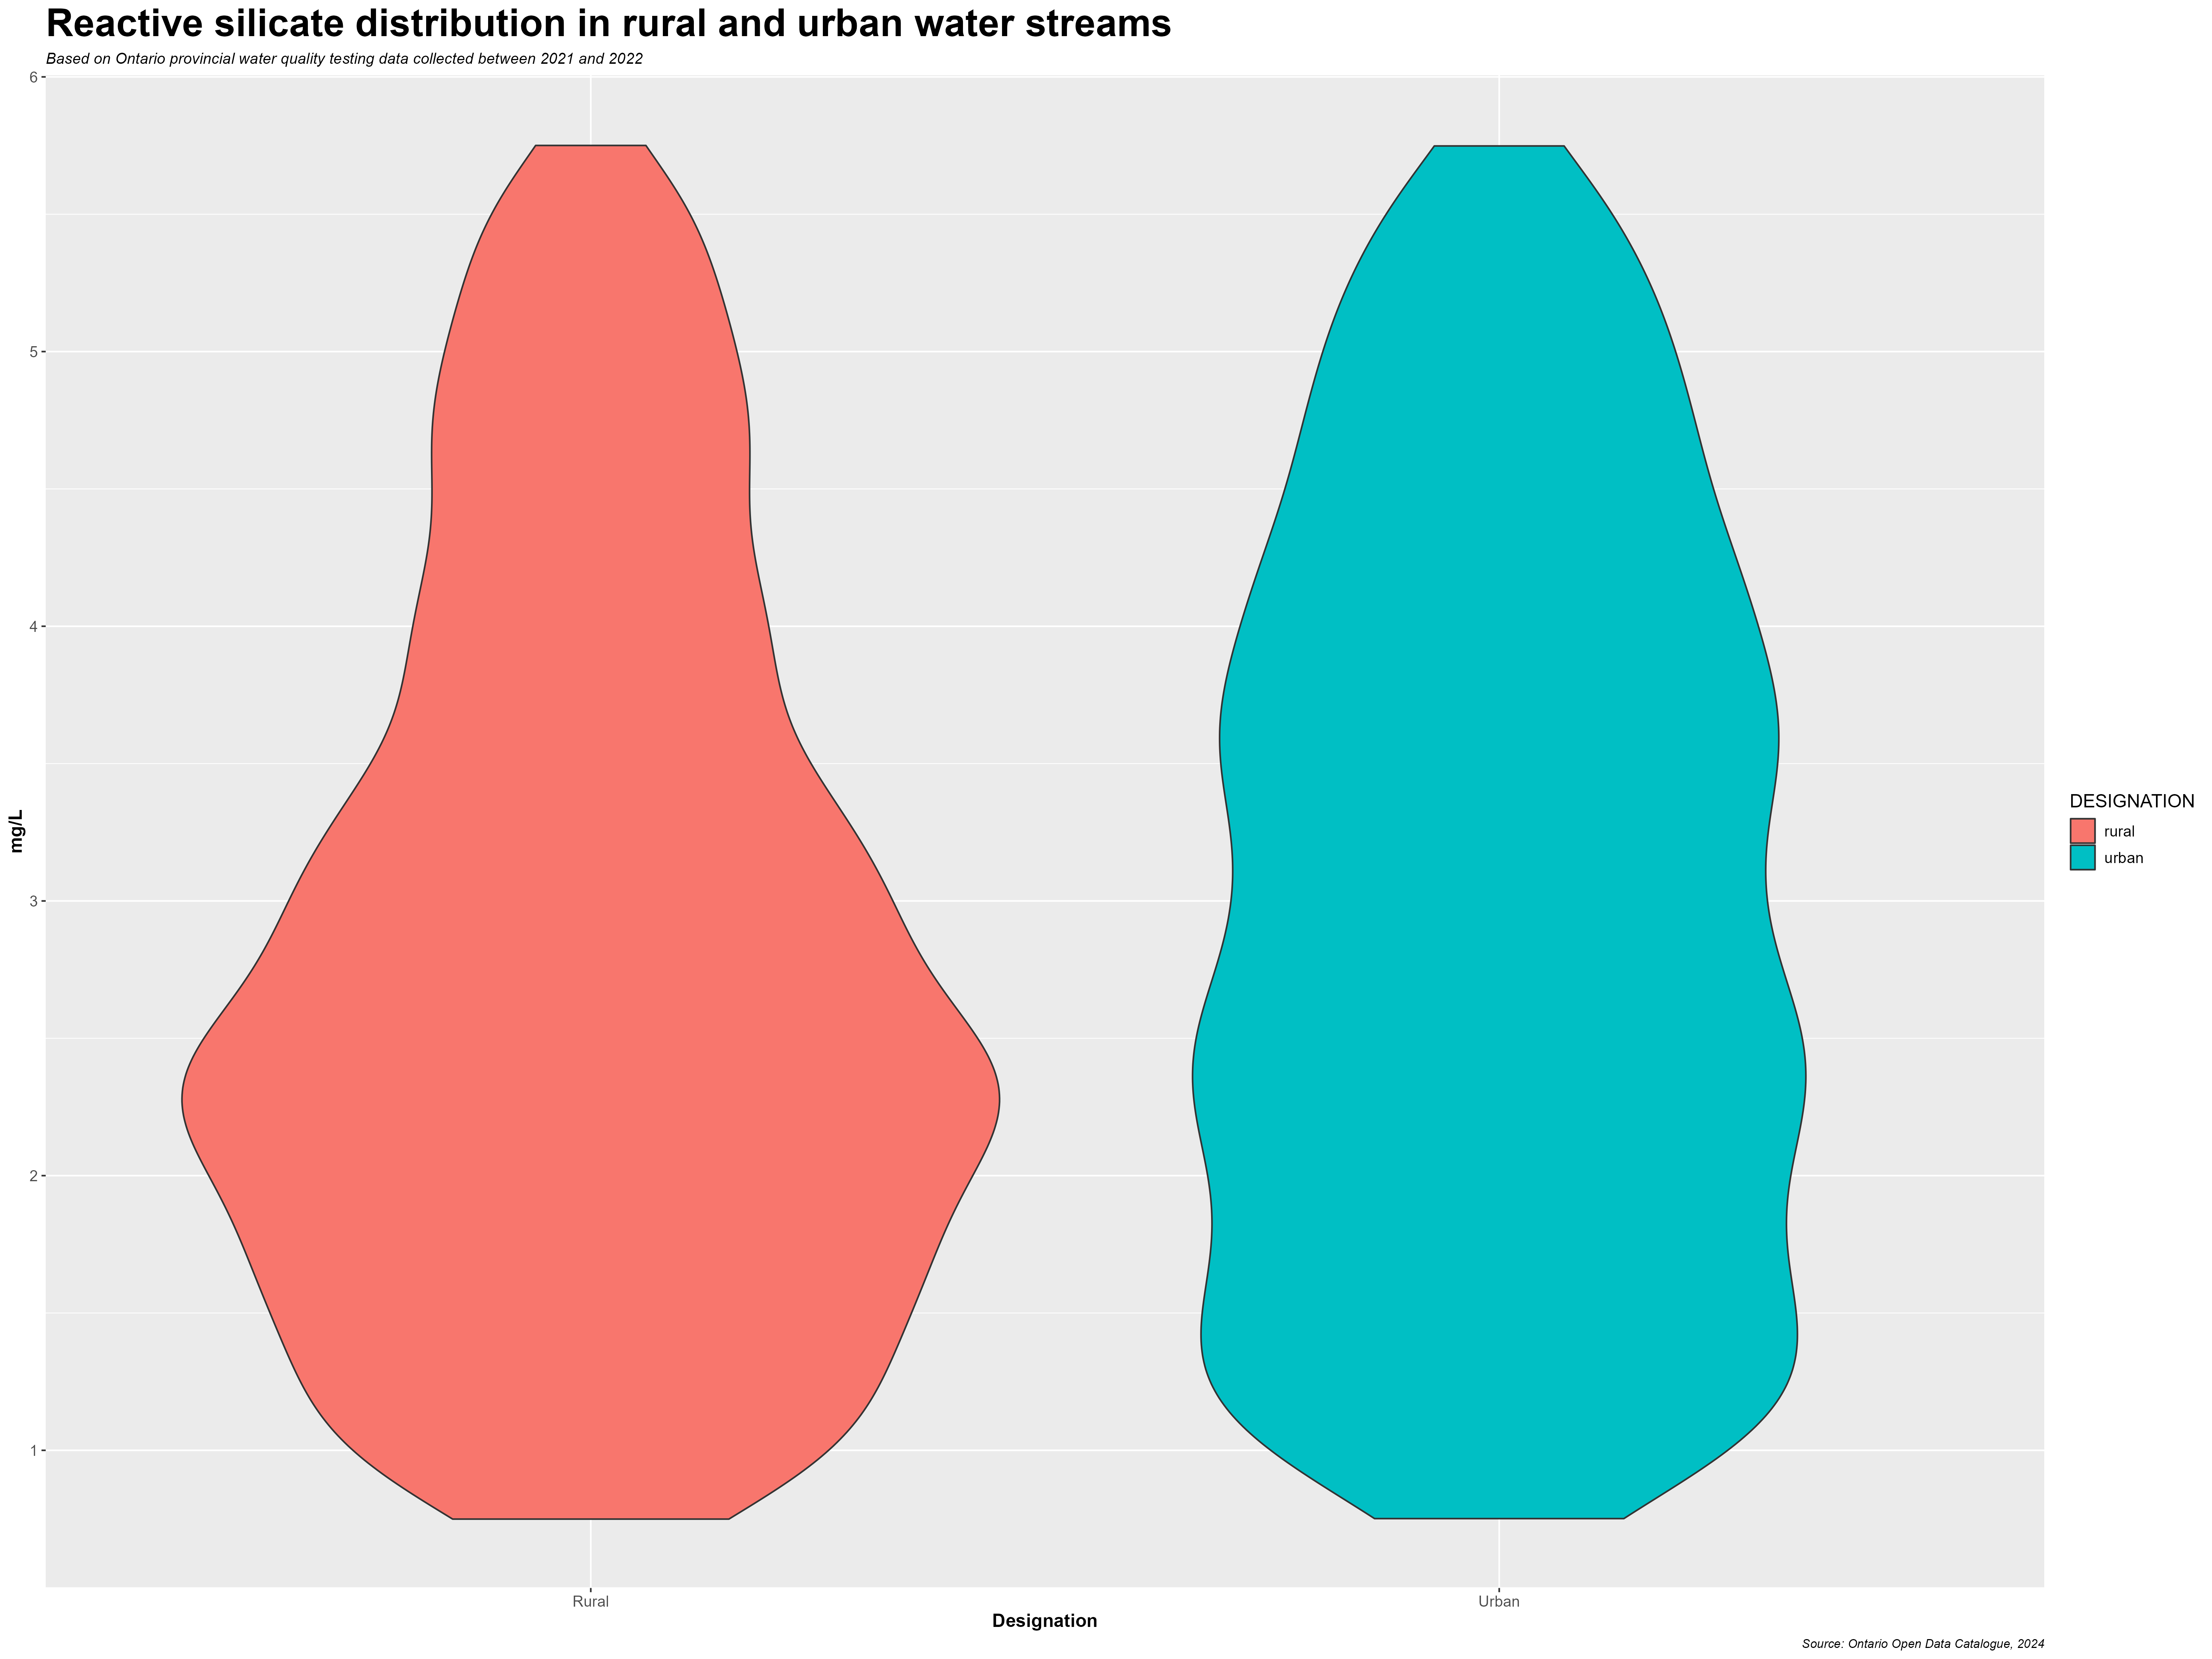 Reactive silicate distribution in rural and urban water streams
Based on Ontario provincial water quality testing data collected between 2021 and 2022
6
5
4
3
2
1
mg/L
Rural
Urban
Designation
DESIGNATION
rural
urban
Source: Ontario Open Data Catalogue, 2024